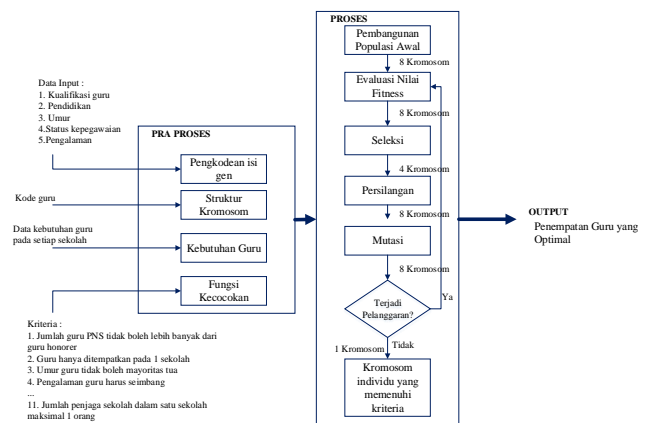 Data Input :
1. Kualifikasi guru
2. Pendidikan
3. Umur
4.Status kepegawaian
5.Pengalaman
Kode guru
Data kebutuhan guru
pada setiap sekolah
Kriteria :
1. Jumlah guru PNS tidak boleh lebih banyak dari
guru honorer
2. Guru hanya ditempatkan pada 1 sekolah
3. Umur guru tidak boleh mayoritas tua
4. Pengalaman guru harus seimbang
...
11. Jumlah penjaga sekolah dalam satu sekolah
maksimal 1 orang
PRA PROSES
Pengkodean isi
gen
Struktur
Kromosom
Kebutuhan Guru
Fungsi
Kecocokan
PROSES
Pembangunan
Populasi Awal
8 Kromosom
Evaluasi Nilai
Fitness
8 Kromosom
Seleksi
4 Kromosom
Persilangan
8 Kromosom
Mutasi
8 Kromosom
Terjadi
Pelanggaran?
Ya
1 Kromosom
Tidak
Kromosom
individu yang
memenuhi
kriteria
OUTPUT
Penempatan Guru yang
Optimal